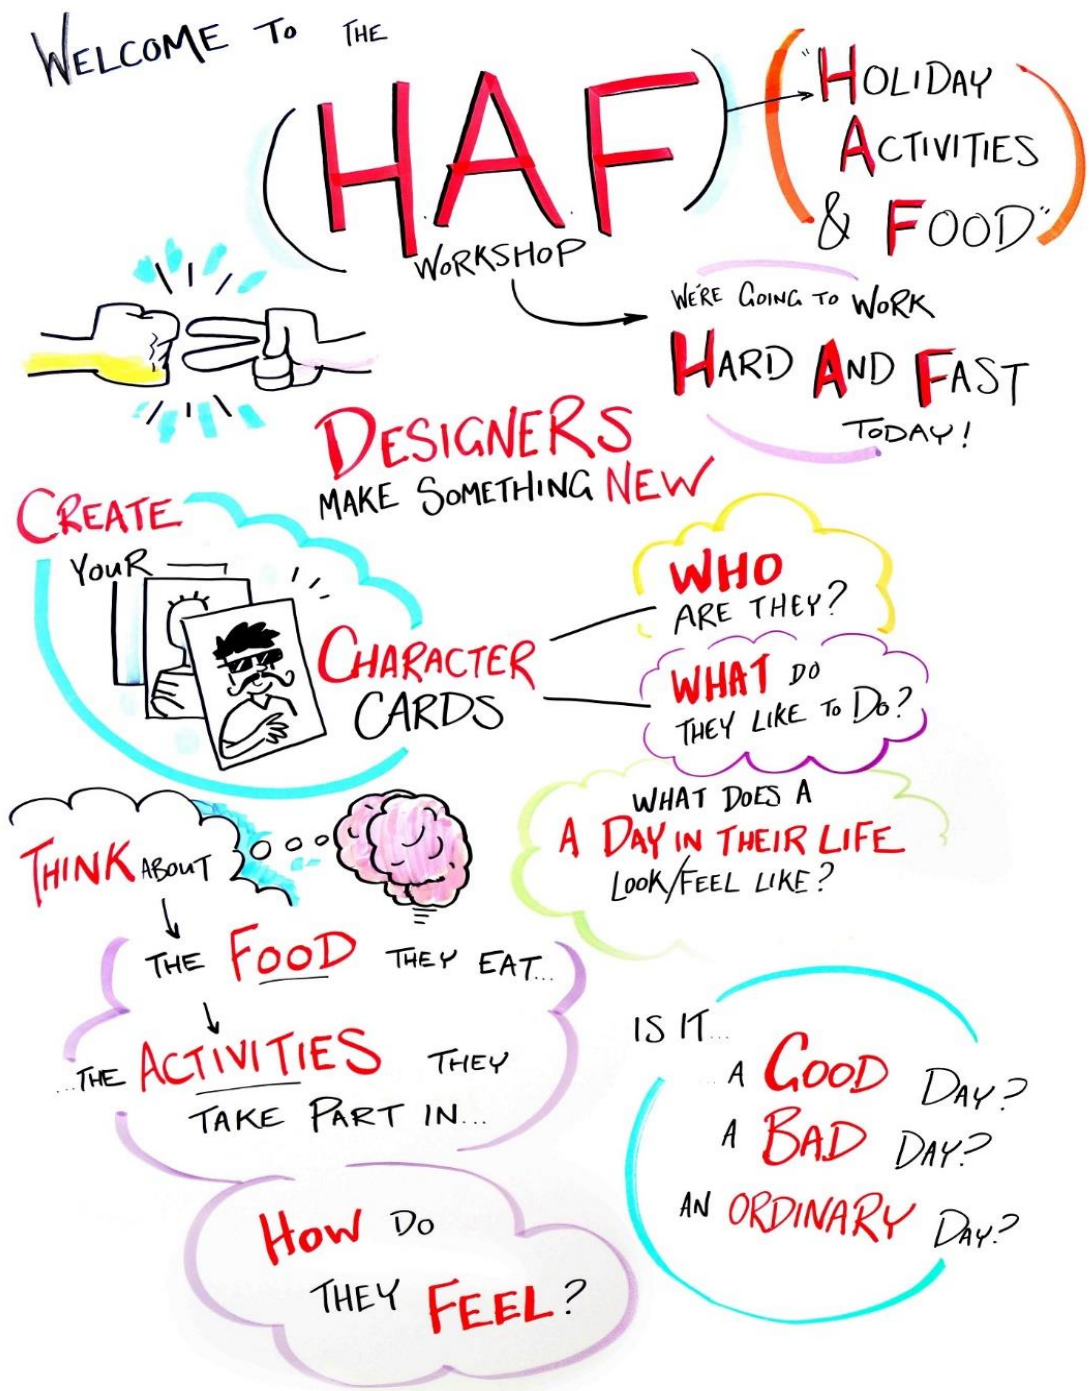 WELCOME TO THE
(HAF)
WORKSHOP
"HOLIDAY
ACTIVITIES
& FOOD"
WE'RE GOING TO WORK
HARD AND FAST
TODAY!
DESIGNERS
MAKE SOMETHING NEW
CREATE
YOUR
CHARACTER
CARDS
WHO
ARE THEY?
WHAT DO
THEY LIKE TO DO?
WHAT DOES A
A DAY IN THEIR LIFE
LOOK/FEEL LIKE?
THINK ABOUT
THE FOOD THEY EAT...
...THE ACTIVITIES THEY
TAKE PART IN...
HOW DO
THEY FEEL?
IS IT...
...A GOOD DAY?
A BAD DAY?
AN ORDINARY DAY?